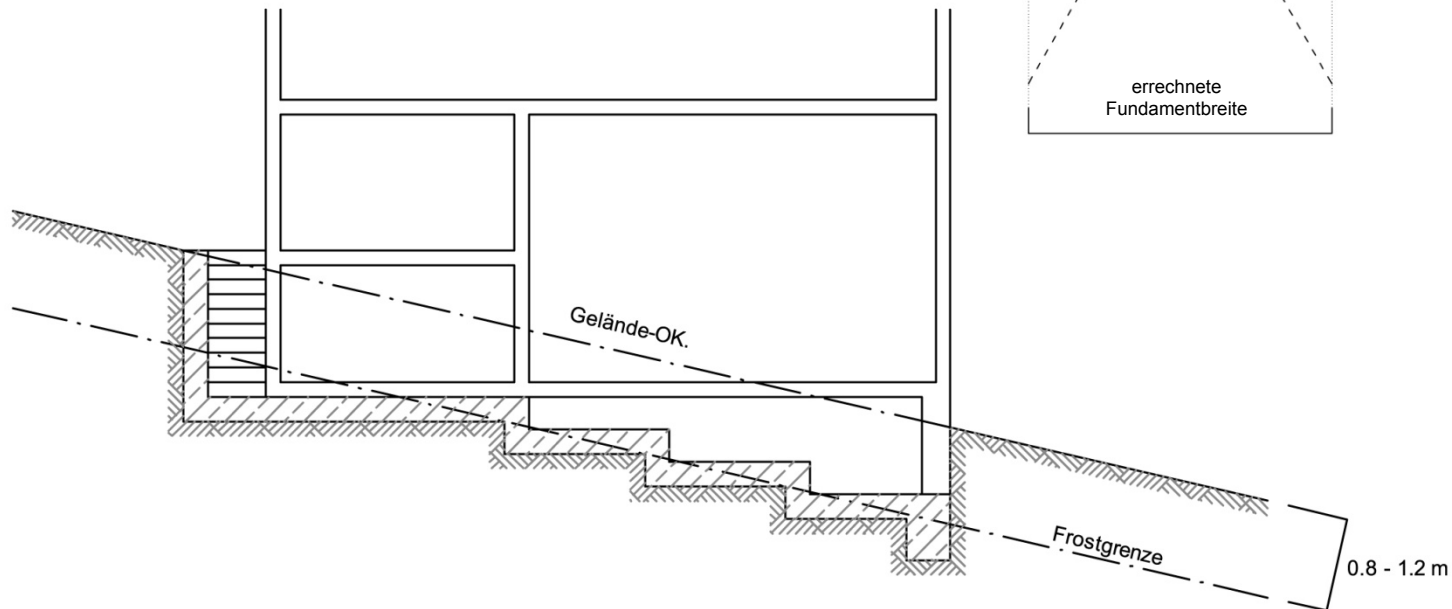 errechnete
Fundamentbreite
Gelände-OK.
Frostgrenze
0.8 - 1.2 m